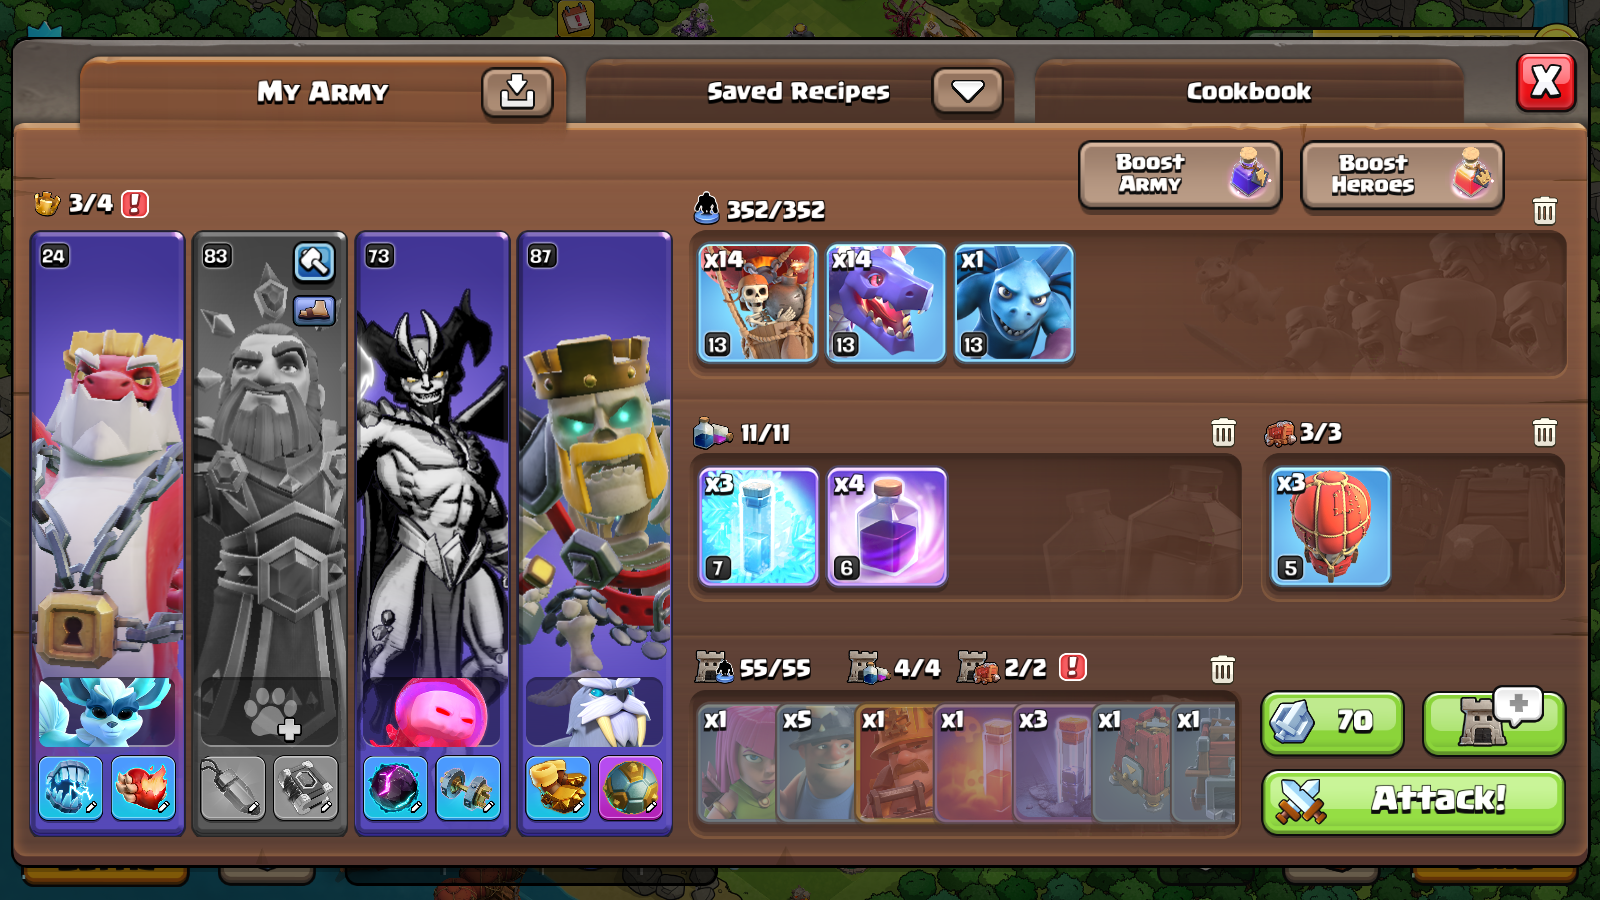 My Army
Saved Recipes
Cookbook
X
Boost
Army
Boost
Heroes
3/4 !
352/352
24
83
73
87
x14
x14
x1
13
13
13
11/11
3/3
x3
x4
x3
7
6
5
55/55
4/4
2/2 !
x1
x5
x1
x1
x3
x1
x1
70
Attack!